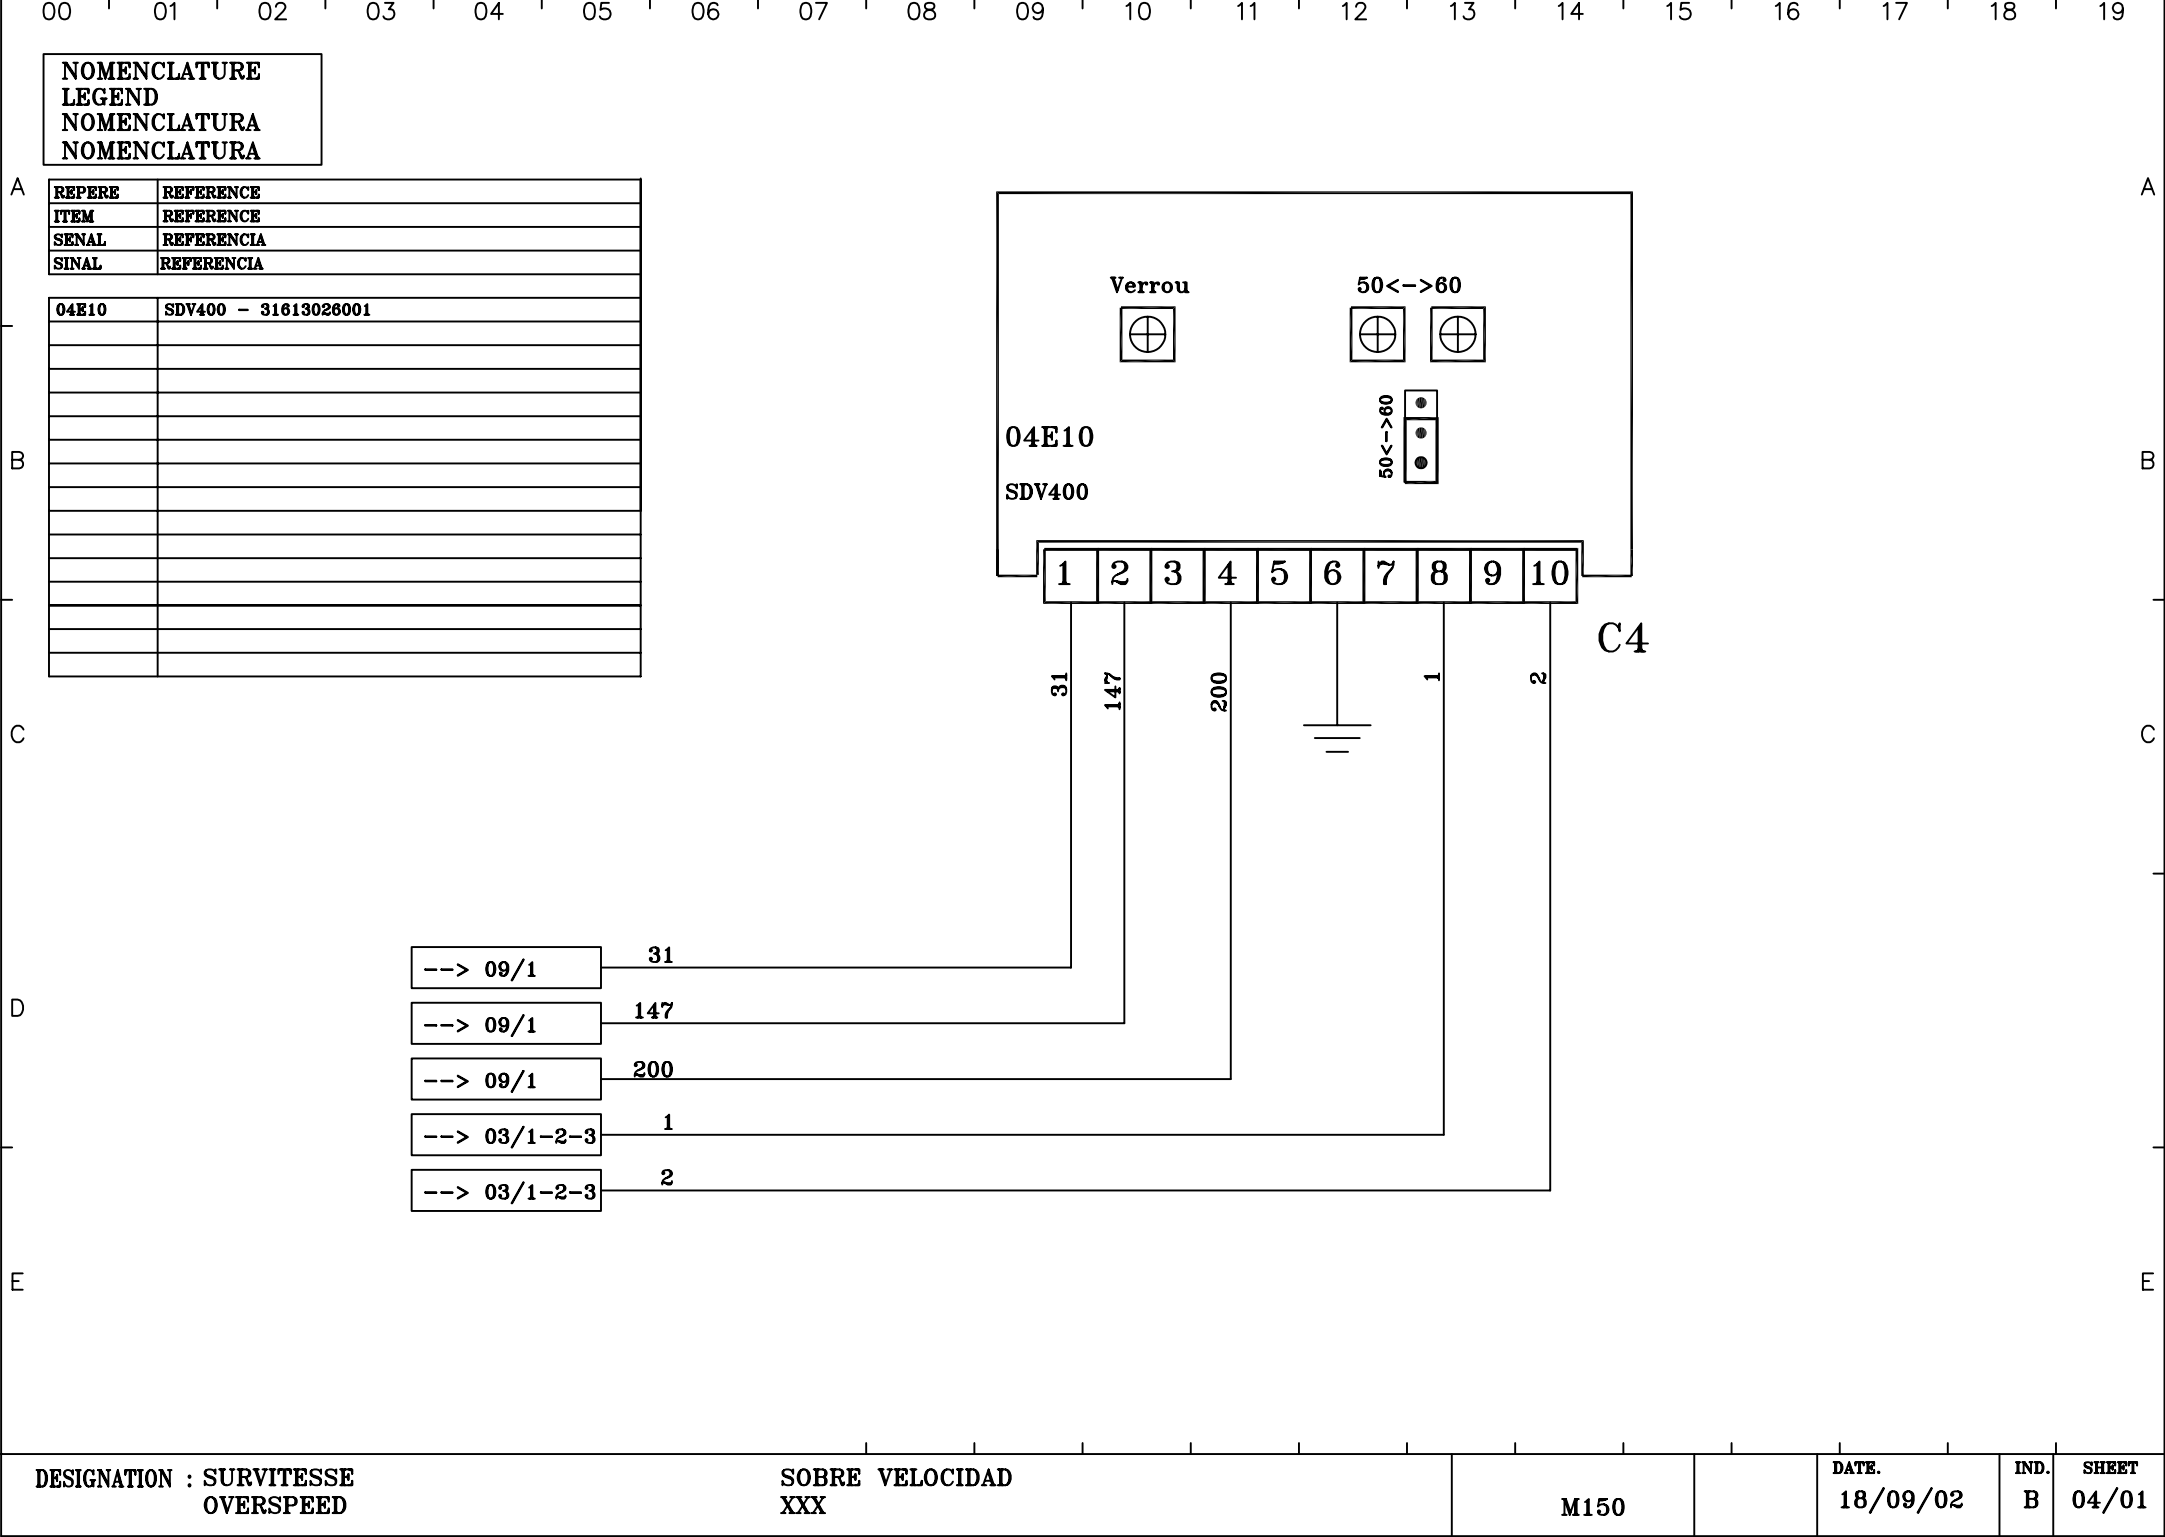 00 01 02 03 04 05 06 07 08 09 10 11 12 13 14 15 16 17 18 19
NOMENCLATURE
LEGEND
NOMENCLATURA
NOMENCLATURA
A A
REPERE REFERENCE
ITEM REFERENCE
SENAL REFERENCIA
SINAL REFERENCIA
04E10 SDV400 - 31613026001
Verrou 50<->60
50<->60
04E10
B B
SDV400
1 2 3 4 5 6 7 8 9 10
C4
31 147 200 1 2
C C
--> 09/1 31
D D
--> 09/1 147
--> 09/1 200
--> 03/1-2-3 1
--> 03/1-2-3 2
E E
DESIGNATION : SURVITESSE SOBRE VELOCIDAD
OVERSPEED XXX
M150
DATE. IND. SHEET
18/09/02 B 04/01